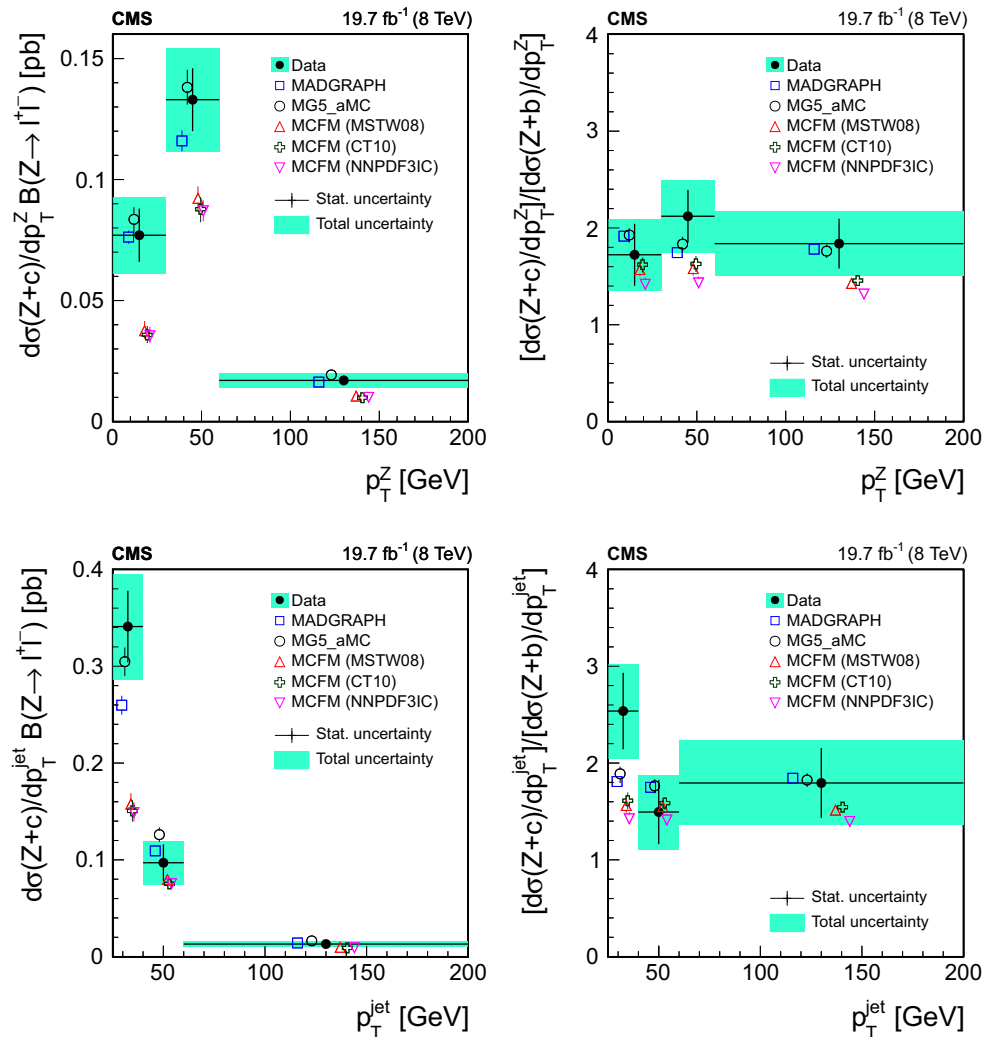 CMS 19.7 fb⁻¹ (8 TeV)
dσ(Z+c)/dp_T^Z B(Z → l⁺l⁻) [pb]
0.15
0.1
0.05
0
Data
MADGRAPH
MG5_aMC
MCFM (MSTW08)
MCFM (CT10)
MCFM (NNPDF3IC)
Stat. uncertainty
Total uncertainty
0 50 100 150 200
p_T^Z [GeV]
CMS 19.7 fb⁻¹ (8 TeV)
[dσ(Z+c)/dp_T^Z]/[dσ(Z+b)/dp_T^Z]
4
3
2
1
0
Data
MADGRAPH
MG5_aMC
MCFM (MSTW08)
MCFM (CT10)
MCFM (NNPDF3IC)
Stat. uncertainty
Total uncertainty
0 50 100 150 200
p_T^Z [GeV]
CMS 19.7 fb⁻¹ (8 TeV)
dσ(Z+c)/dp_T^jet B(Z → l⁺l⁻) [pb]
0.4
0.3
0.2
0.1
0
Data
MADGRAPH
MG5_aMC
MCFM (MSTW08)
MCFM (CT10)
MCFM (NNPDF3IC)
Stat. uncertainty
Total uncertainty
50 100 150 200
p_T^jet [GeV]
CMS 19.7 fb⁻¹ (8 TeV)
[dσ(Z+c)/dp_T^jet]/[dσ(Z+b)/dp_T^jet]
4
3
2
1
0
Data
MADGRAPH
MG5_aMC
MCFM (MSTW08)
MCFM (CT10)
MCFM (NNPDF3IC)
Stat. uncertainty
Total uncertainty
50 100 150 200
p_T^jet [GeV]